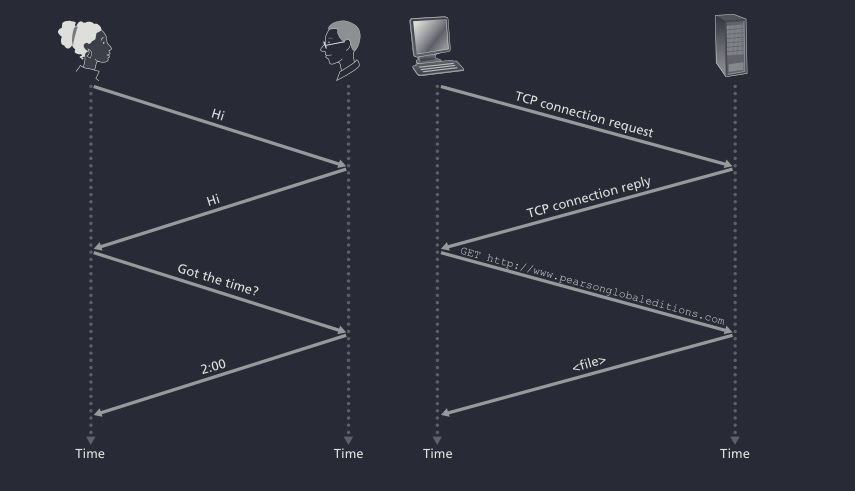 Hi
Hi
Got the time?
2:00
Time
Time
TCP connection request
TCP connection reply
GET http://www.pearsonglobaleditions.com
<file>
Time
Time